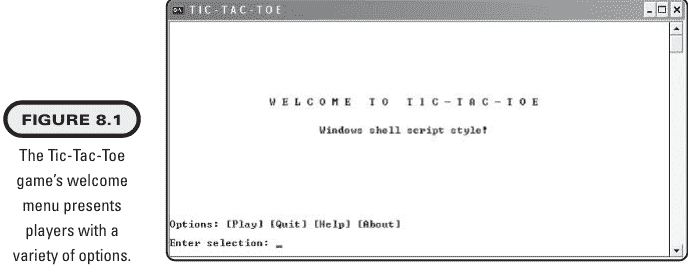 FIGURE 8.1
The Tic-Tac-Toe
game's welcome
menu presents
players with a
variety of options.
TIC-TAC-TOE
WELCOME TO TIC-TAC-TOE
Windows shell script style!
Options: [Play] [Quit] [Help] [About]
Enter selection: _